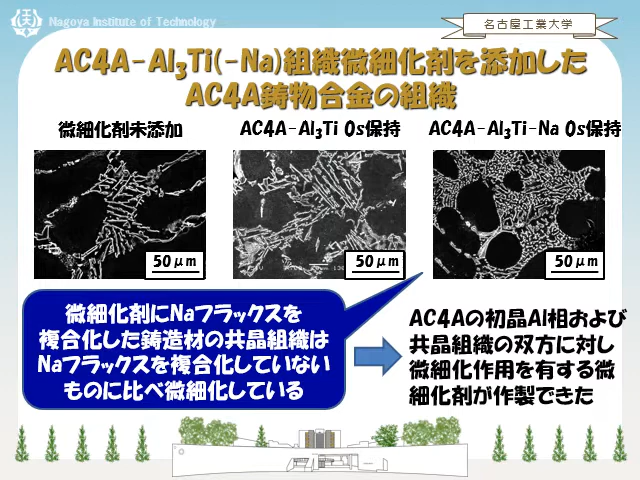 Nagoya Institute of Technology
名古屋工業大学
AC4A-Al₃Ti(-Na)組織微細化剤を添加した
AC4A鋳物合金の組織
微細化剤未添加
AC4A-Al₃Ti 0s保持
AC4A-Al₃Ti-Na 0s保持
50μm
50μm
50μm
微細化剤にNaフラックスを
複合化した鋳造材の共晶組織は
Naフラックスを複合化していない
ものに比べ微細化している
AC4Aの初晶Al相および
共晶組織の双方に対し
微細化作用を有する微
細化剤が作製できた